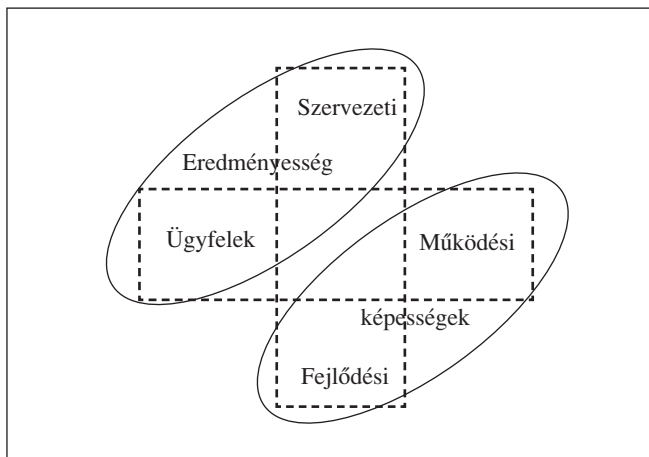 Szervezeti
Eredményesség
Ügyfelek
Működési
képességek
Fejlődési